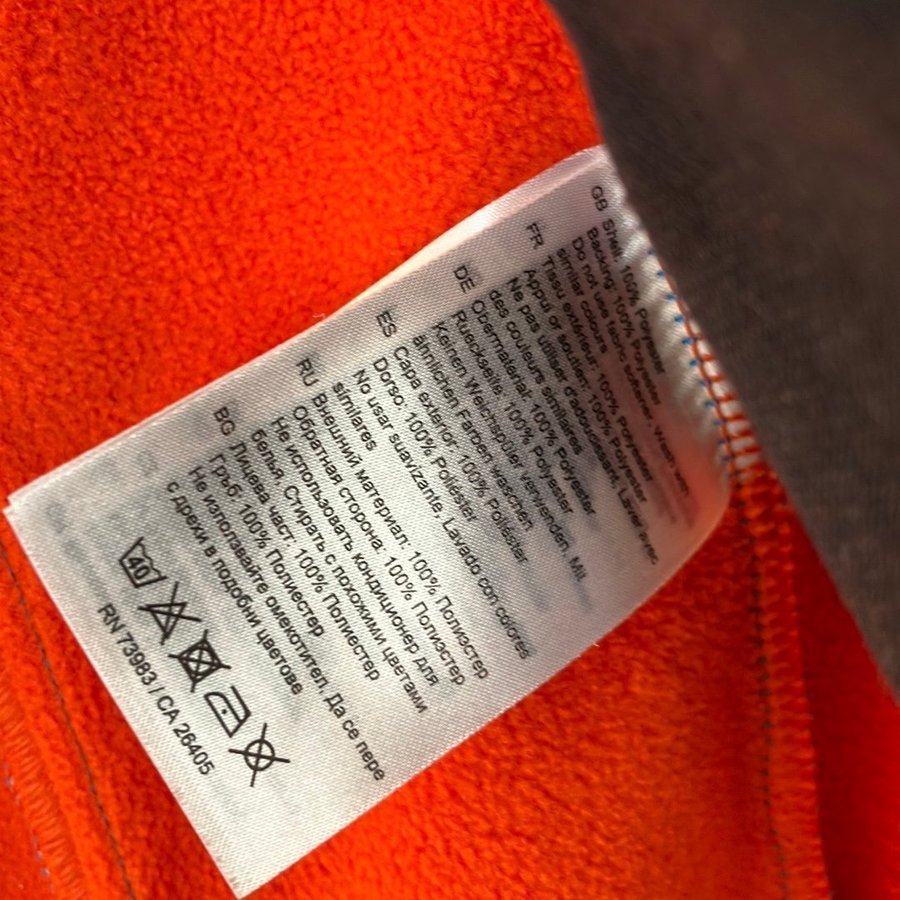 GB Shell: 100% Polyester
Backing: 100% Polyester
Do not use fabric softener. Wash with
similar colours
FR Tissu extérieur: 100% Polyester
Appui or soutien: 100% Polyester
Ne pas utiliser d'adoucissant. Laver avec
des couleurs similaires
DE Obermaterial: 100% Polyester
Rueckseite: 100% Polyester
Keinen Weichspüler verwenden. Mit
ähnlichen Farben waschen
ES Capa exterior: 100% Poliéster
Dorso: 100% Poliéster
No usar suavizante. Lavado con colores
similares
RU Внешний материал: 100% Полиэстер
Обратная сторона: 100% Полиэстер
Не использовать кондиционер для
белья. Стирать с похожими цветами
BG Лицева част: 100% Полиестер
Гръб: 100% Полиестер
Не използвайте омекотител. Да се пере
с дрехи в подобни цветове
40
RN 73983 / CA 26405